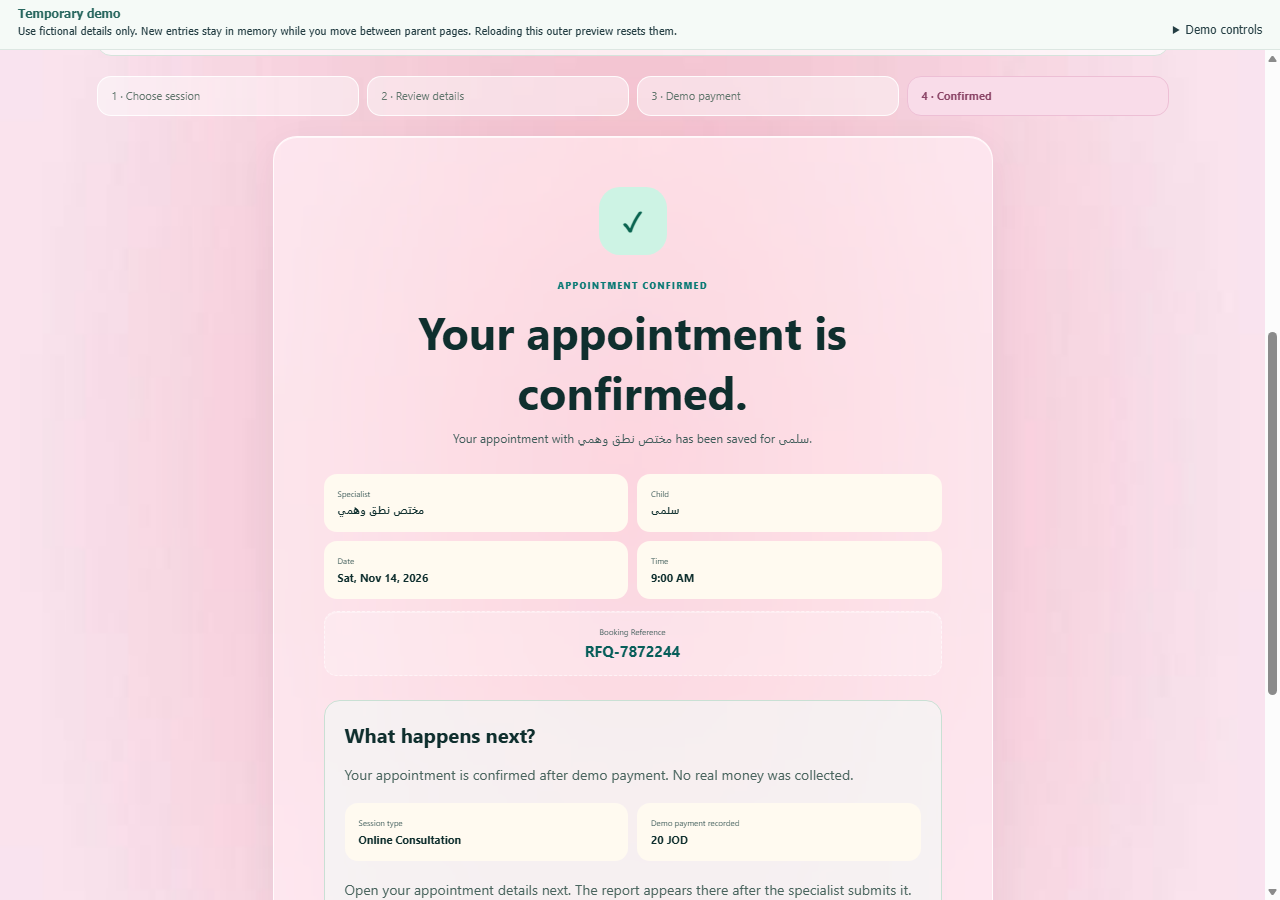 Temporary demo
Use fictional details only. New entries stay in memory while you move between parent pages. Reloading this outer preview resets them.
▶ Demo controls
1 · Choose session
2 · Review details
3 · Demo payment
4 · Confirmed
✓
APPOINTMENT CONFIRMED
Your appointment is
confirmed.
Your appointment with مختص نطق وهمي has been saved for سلمى.
Specialist
مختص نطق وهمي
Child
سلمى
Date
Sat, Nov 14, 2026
Time
9:00 AM
Booking Reference
RFQ-7872244
What happens next?
Your appointment is confirmed after demo payment. No real money was collected.
Session type
Online Consultation
Demo payment recorded
20 JOD
Open your appointment details next. The report appears there after the specialist submits it.